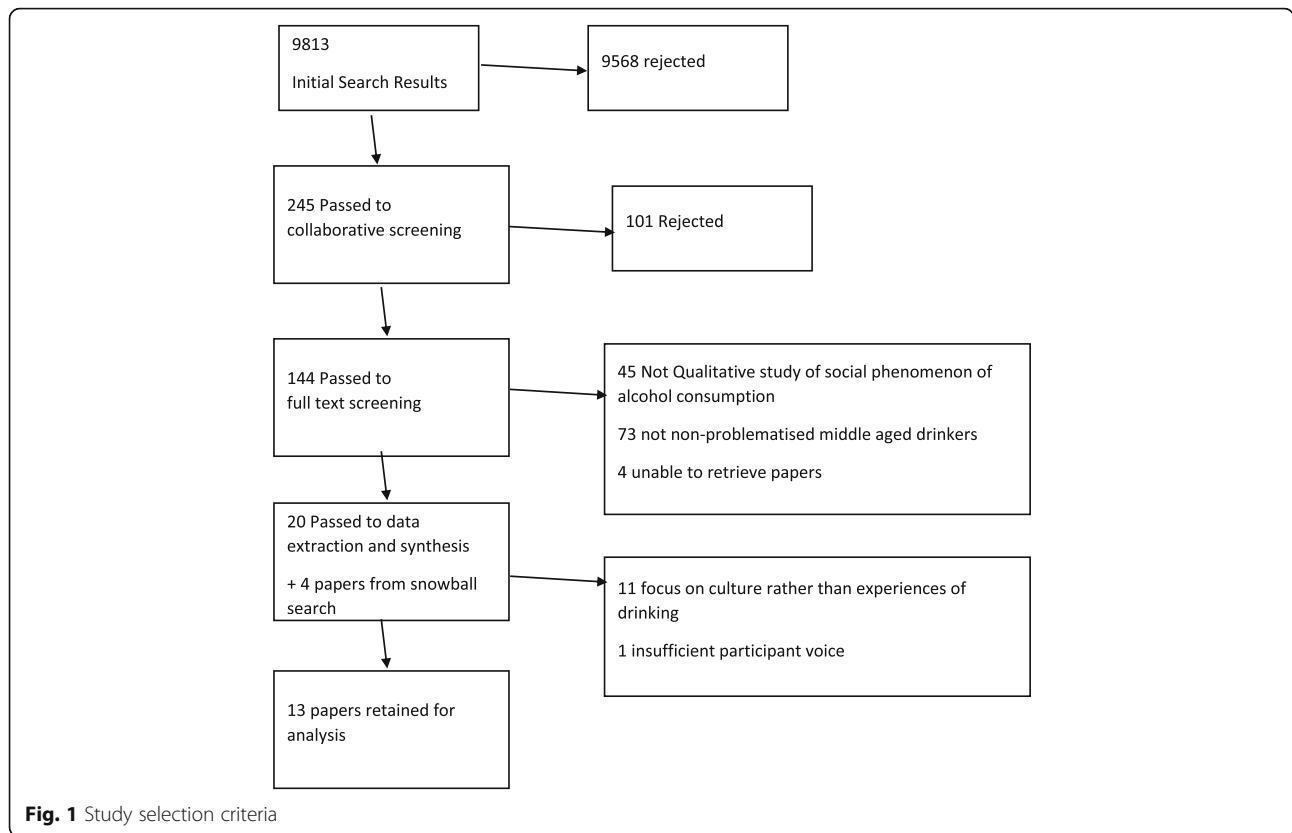 9813
Initial Search Results
9568 rejected
245 Passed to
collaborative screening
101 Rejected
144 Passed to
full text screening
45 Not Qualitative study of social phenomenon of
alcohol consumption
73 not non-problematised middle aged drinkers
4 unable to retrieve papers
20 Passed to data
extraction and synthesis
+ 4 papers from snowball
search
11 focus on culture rather than experiences of
drinking
1 insufficient participant voice
13 papers retained for
analysis
Fig. 1 Study selection criteria